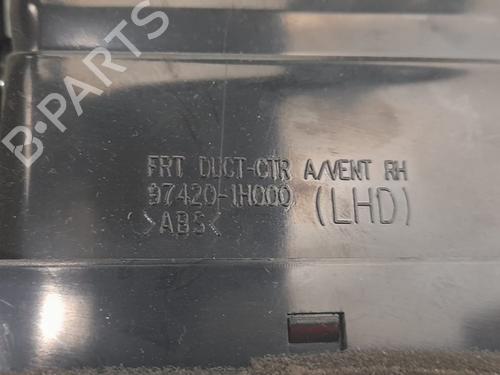 B-PARTS
FRT DUCT-CTR A/VENT RH
97420-1H000 (LHD)
>ABS<